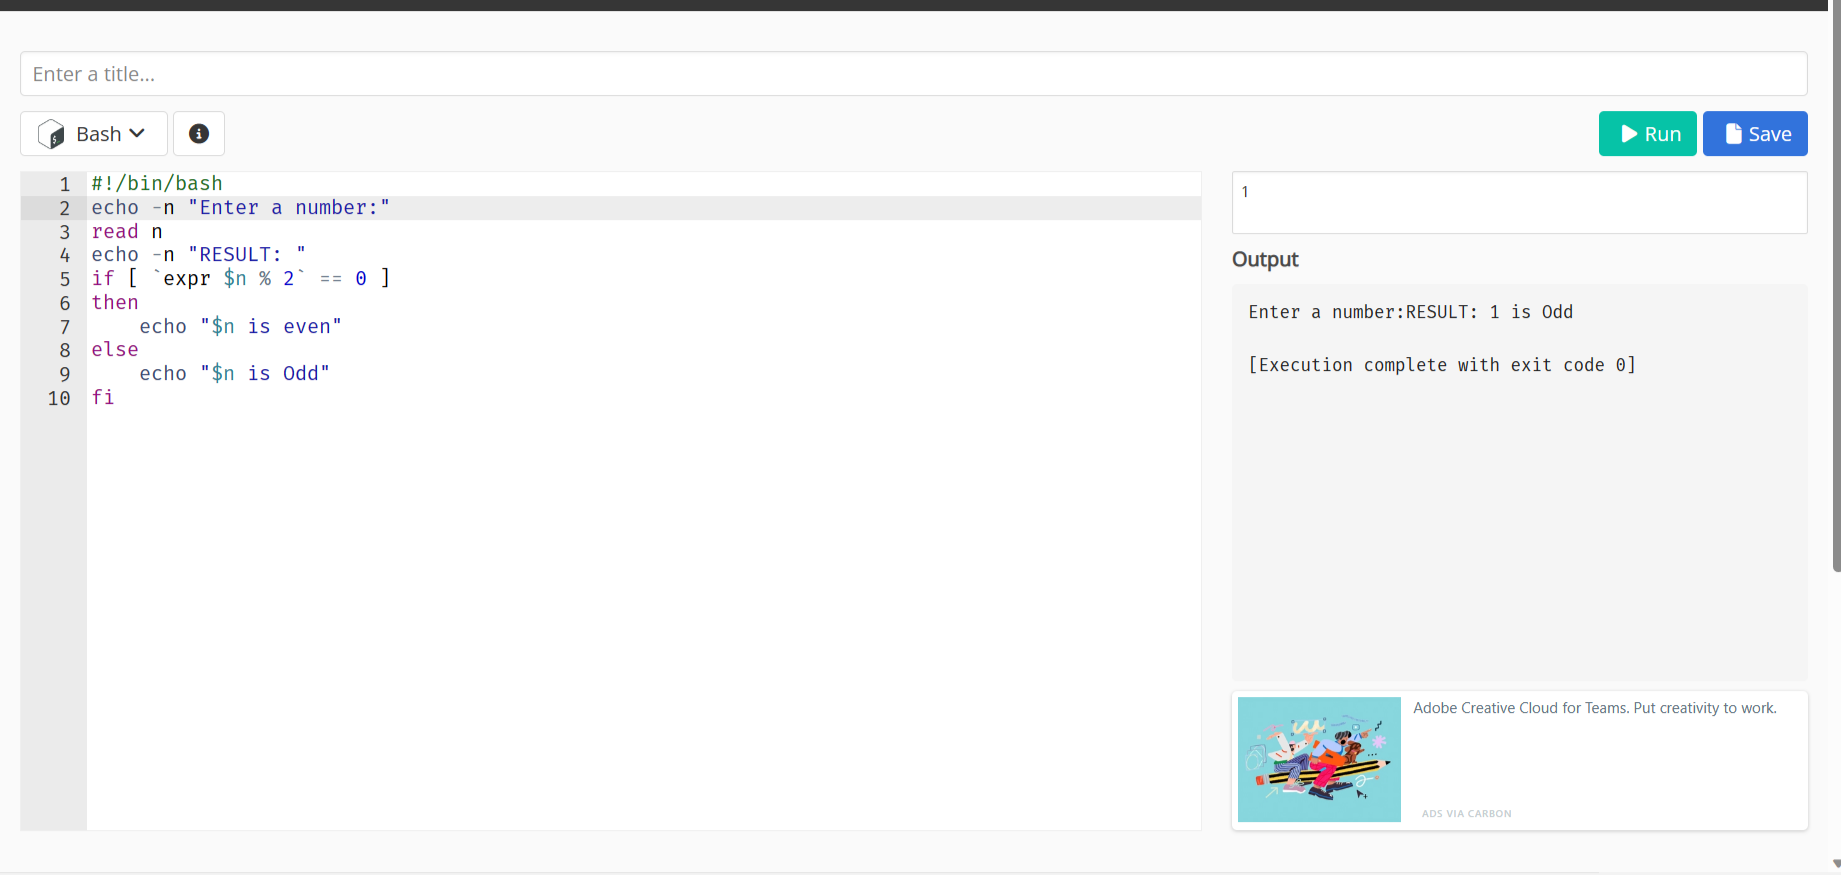 Enter a title...
Bash
Run
Save
1 #!/bin/bash
2 echo -n "Enter a number:"
3 read n
4 echo -n "RESULT: "
5 if [ `expr $n % 2` == 0 ]
6 then
7     echo "$n is even"
8 else
9     echo "$n is Odd"
10 fi
1
Output
Enter a number:RESULT: 1 is Odd
[Execution complete with exit code 0]
Adobe Creative Cloud for Teams. Put creativity to work.
ADS VIA CARBON